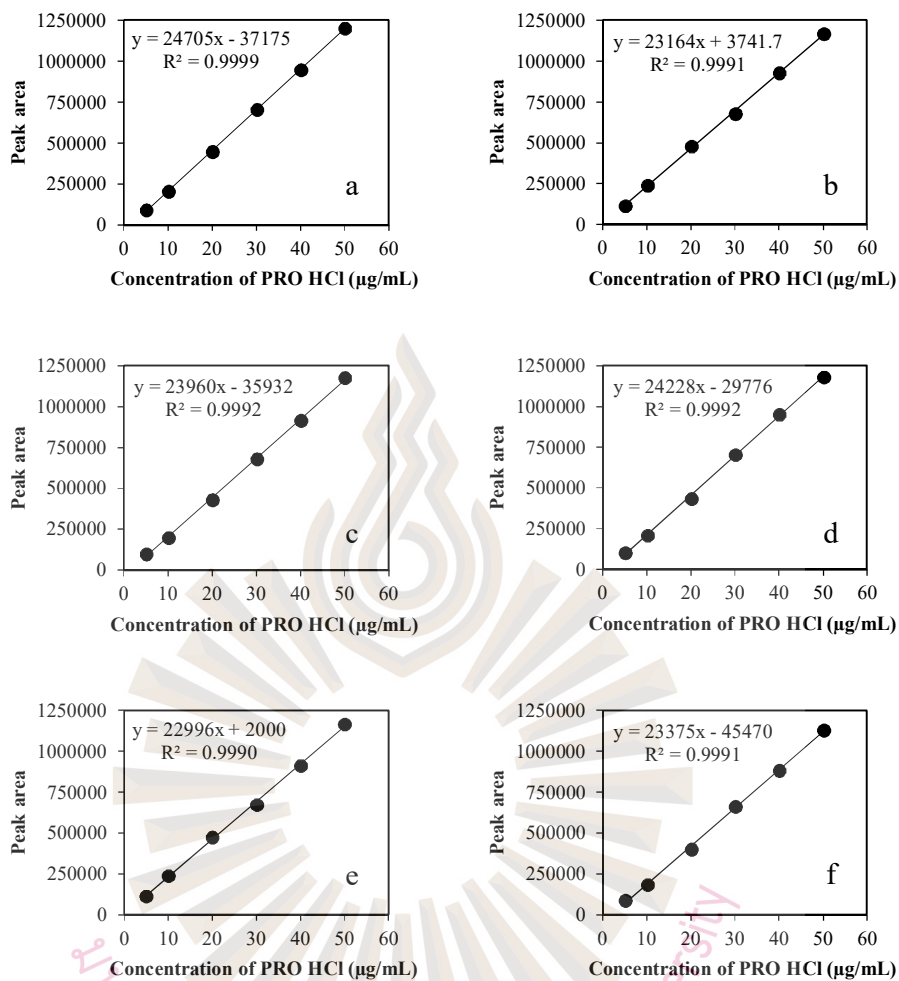 y = 24705x - 37175
R² = 0.9999
1250000
1000000
750000
500000
250000
0
Peak area
a
0 10 20 30 40 50 60
Concentration of PRO HCl (µg/mL)
y = 23164x + 3741.7
R² = 0.9991
1250000
1000000
750000
500000
250000
0
Peak area
b
0 10 20 30 40 50 60
Concentration of PRO HCl (µg/mL)
y = 23960x - 35932
R² = 0.9992
1250000
1000000
750000
500000
250000
0
Peak area
c
0 10 20 30 40 50 60
Concentration of PRO HCl (µg/mL)
y = 24228x - 29776
R² = 0.9992
1250000
1000000
750000
500000
250000
0
Peak area
d
0 10 20 30 40 50 60
Concentration of PRO HCl (µg/mL)
y = 22996x + 2000
R² = 0.9990
1250000
1000000
750000
500000
250000
0
Peak area
e
0 10 20 30 40 50 60
Concentration of PRO HCl (µg/mL)
y = 23375x - 45470
R² = 0.9991
1250000
1000000
750000
500000
250000
0
Peak area
f
0 10 20 30 40 50 60
Concentration of PRO HCl (µg/mL)